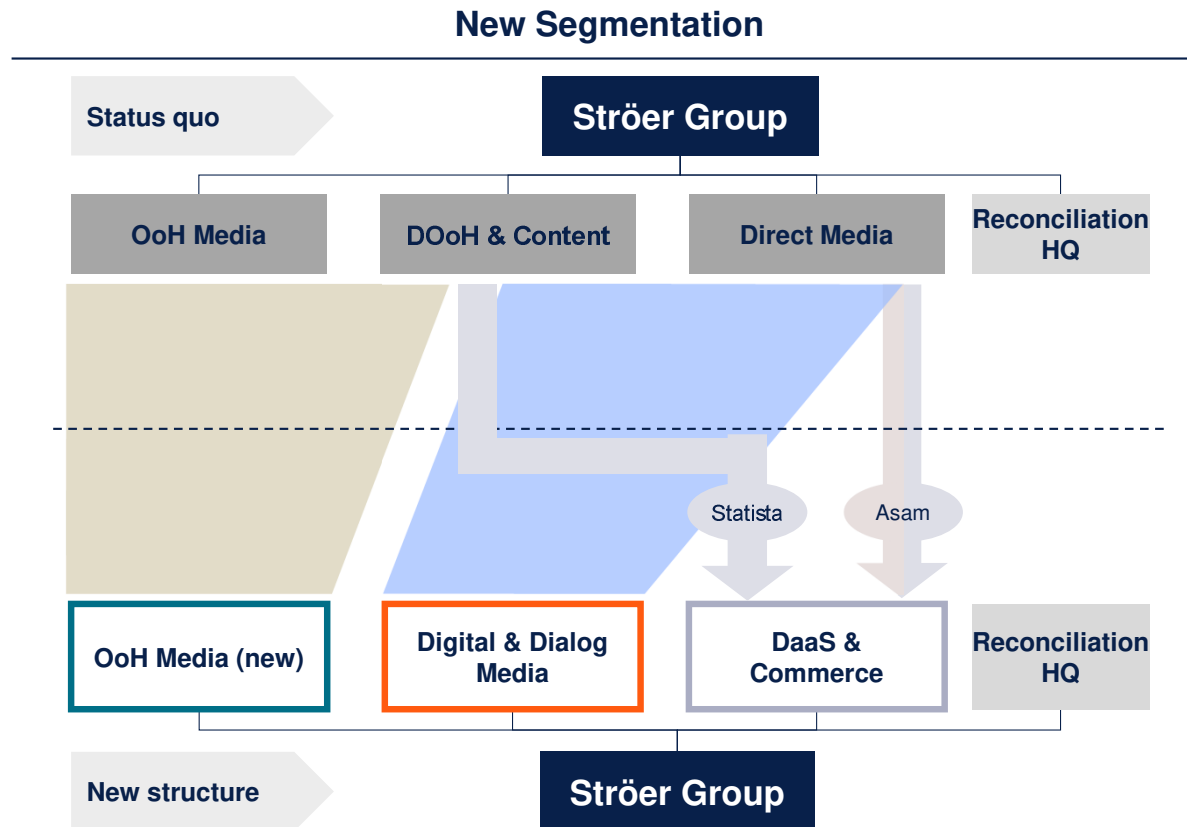 New Segmentation
Status quo
Ströer Group
OoH Media
DOoH & Content
Direct Media
Reconciliation
HQ
Statista
Asam
OoH Media (new)
Digital & Dialog
Media
DaaS &
Commerce
Reconciliation
HQ
New structure
Ströer Group